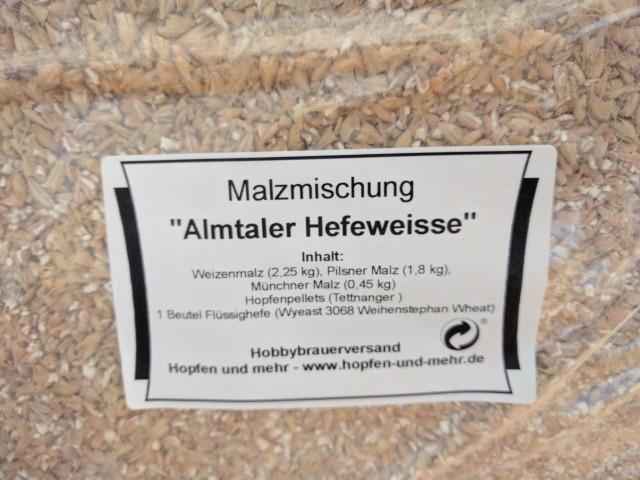 Malzmischung
"Almtaler Hefeweisse"
Inhalt:
Weizenmalz (2,25 kg), Pilsner Malz (1,8 kg),
Münchner Malz (0,45 kg)
Hopfenpellets (Tettnanger )
1 Beutel Flüssighefe (Wyeast 3068 Weihenstephan Wheat)
®
Hobbybrauerversand
Hopfen und mehr - www.hopfen-und-mehr.de